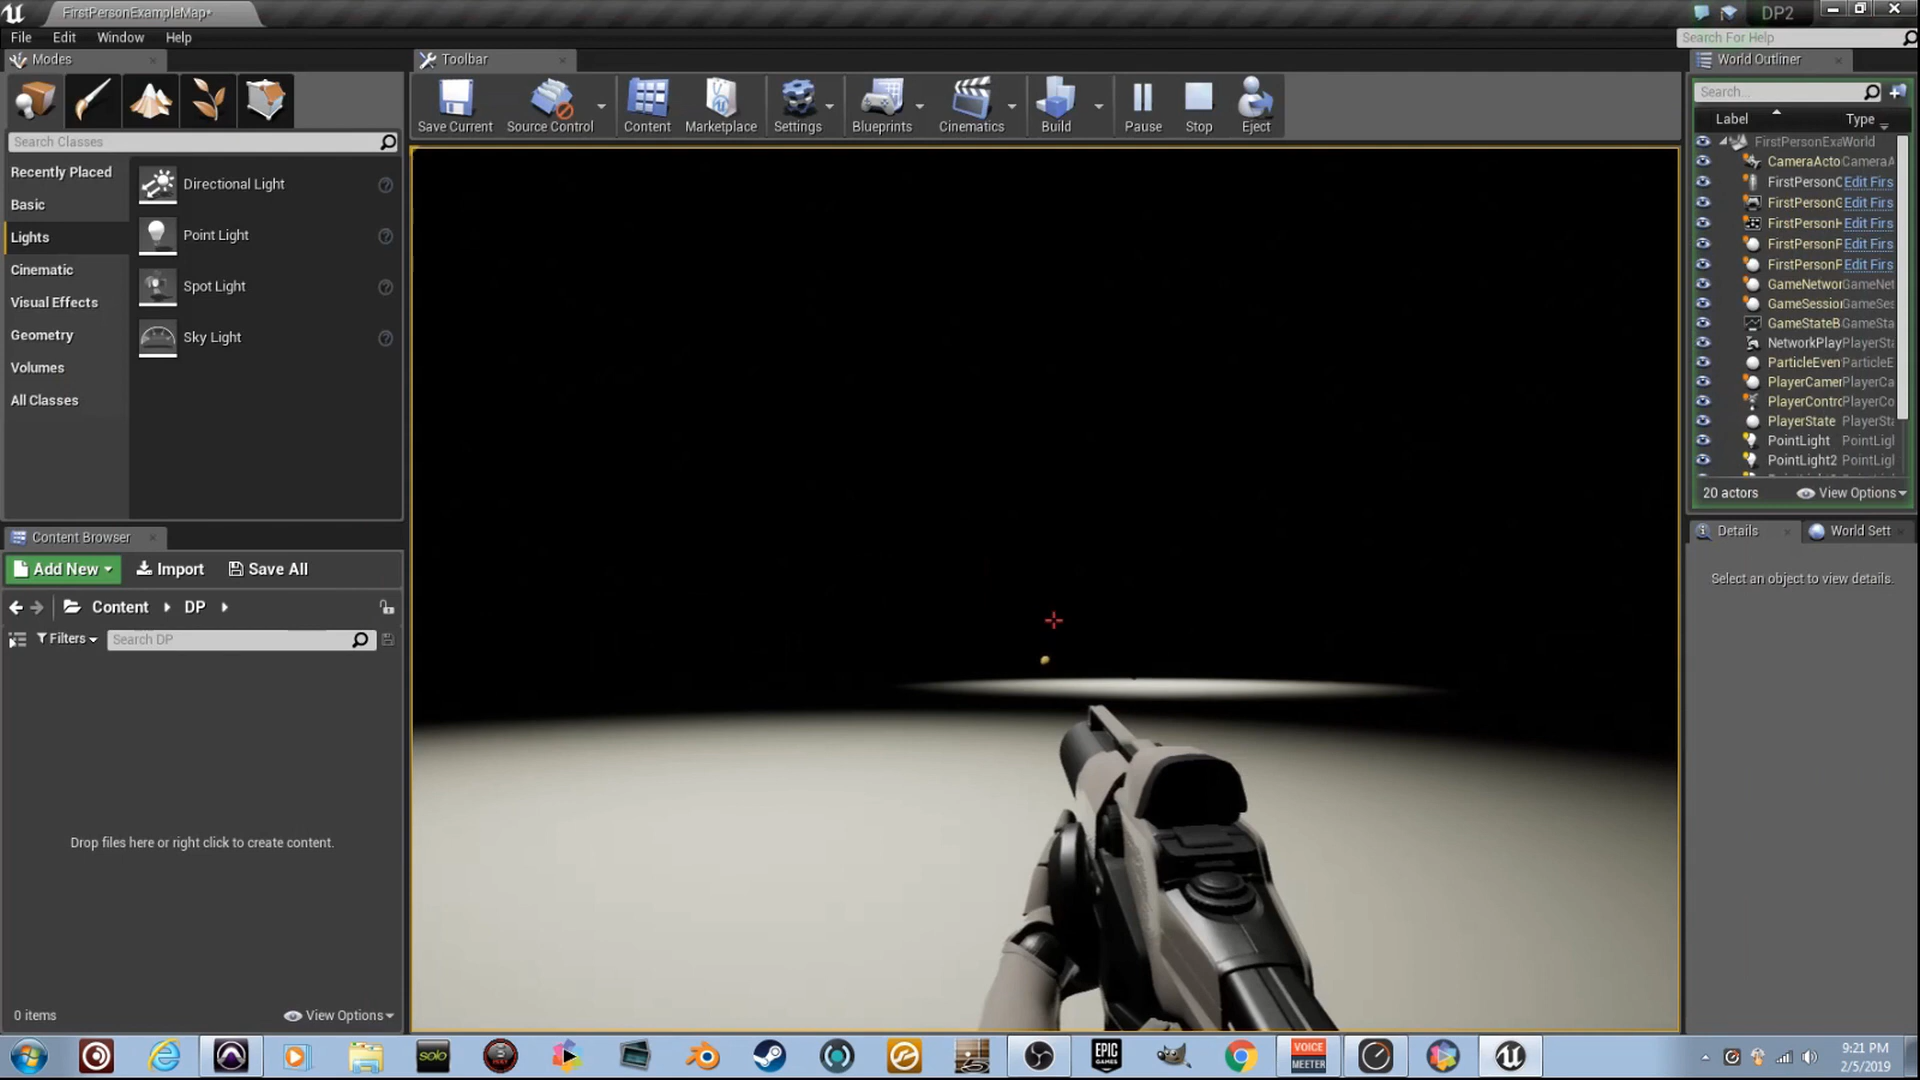 FirstPersonExampleMap*
DP2
File Edit Window Help
Search For Help
Modes
Toolbar
World Outliner
Save Current
Source Control
Content
Marketplace
Settings
Blueprints
Cinematics
Build
Pause
Stop
Eject
Search Classes
Recently Placed
Basic
Lights
Cinematic
Visual Effects
Geometry
Volumes
All Classes
Directional Light
Point Light
Spot Light
Sky Light
Search...
Label Type
FirstPersonExa World
CameraActo CameraA
FirstPersonC Edit Firs
FirstPersonG Edit Firs
FirstPersonH Edit Firs
FirstPersonP Edit Firs
FirstPersonP Edit Firs
GameNetwor GameNet
GameSession GameSes
GameStateB GameSta
NetworkPlay PlayerSta
ParticleEven ParticleE
PlayerCamer PlayerCa
PlayerContro PlayerCo
PlayerState PlayerSta
PointLight PointLigh
PointLight2 PointLigh
20 actors View Options
Details World Sett
Select an object to view details.
Content Browser
Add New Import Save All
Content DP
Filters Search DP
Drop files here or right click to create content.
0 items View Options
solo
EPIC
GAMES
VOICE
MEETER
9:21 PM
2/5/2019